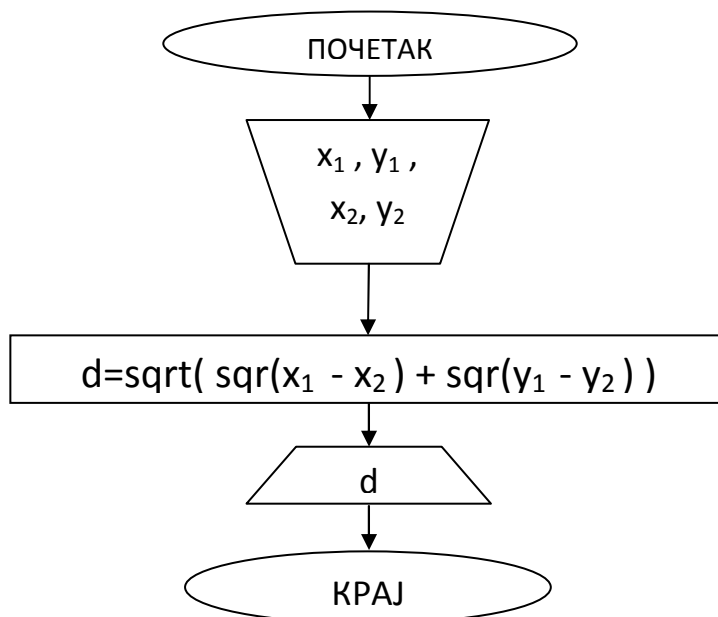 ПОЧЕТАК
x₁ , y₁ ,
x₂, y₂
d=sqrt( sqr(x₁ - x₂ ) + sqr(y₁ - y₂ ) )
d
КРАЈ